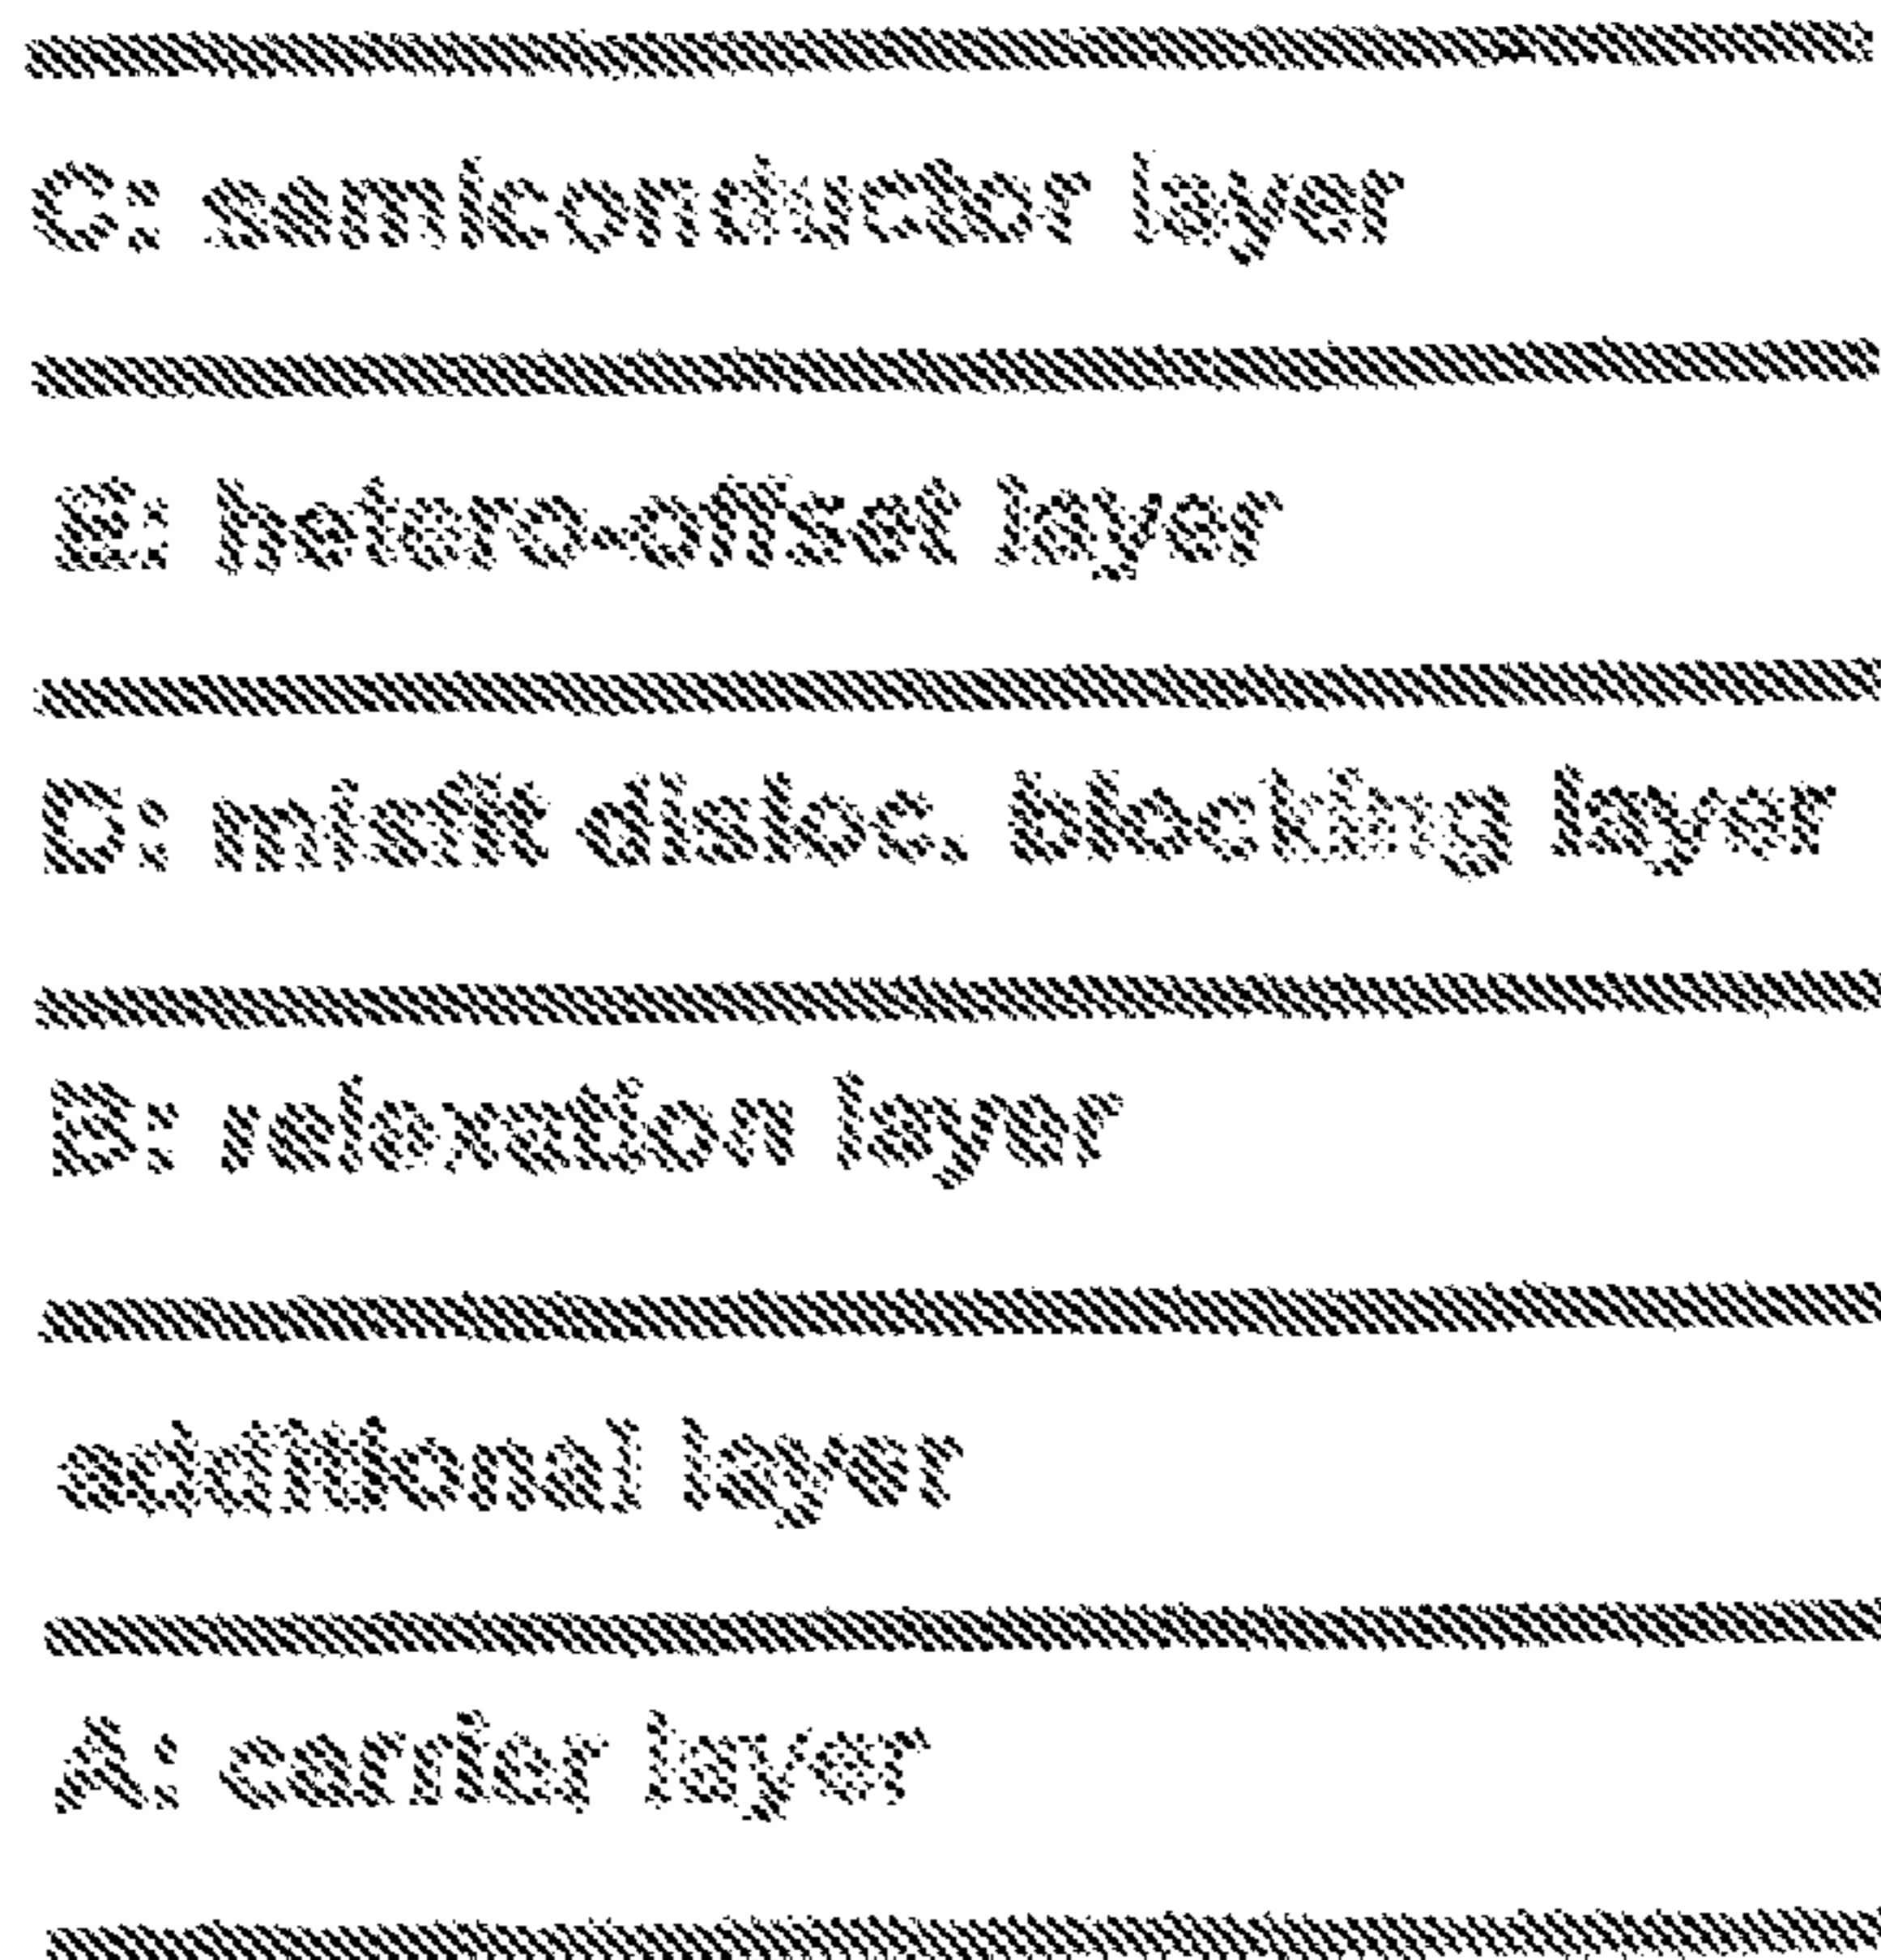 C: semiconductor layer
E: hetero-offset layer
D: misfit disloc. blocking layer
B: relaxation layer
additional layer
A: carrier layer